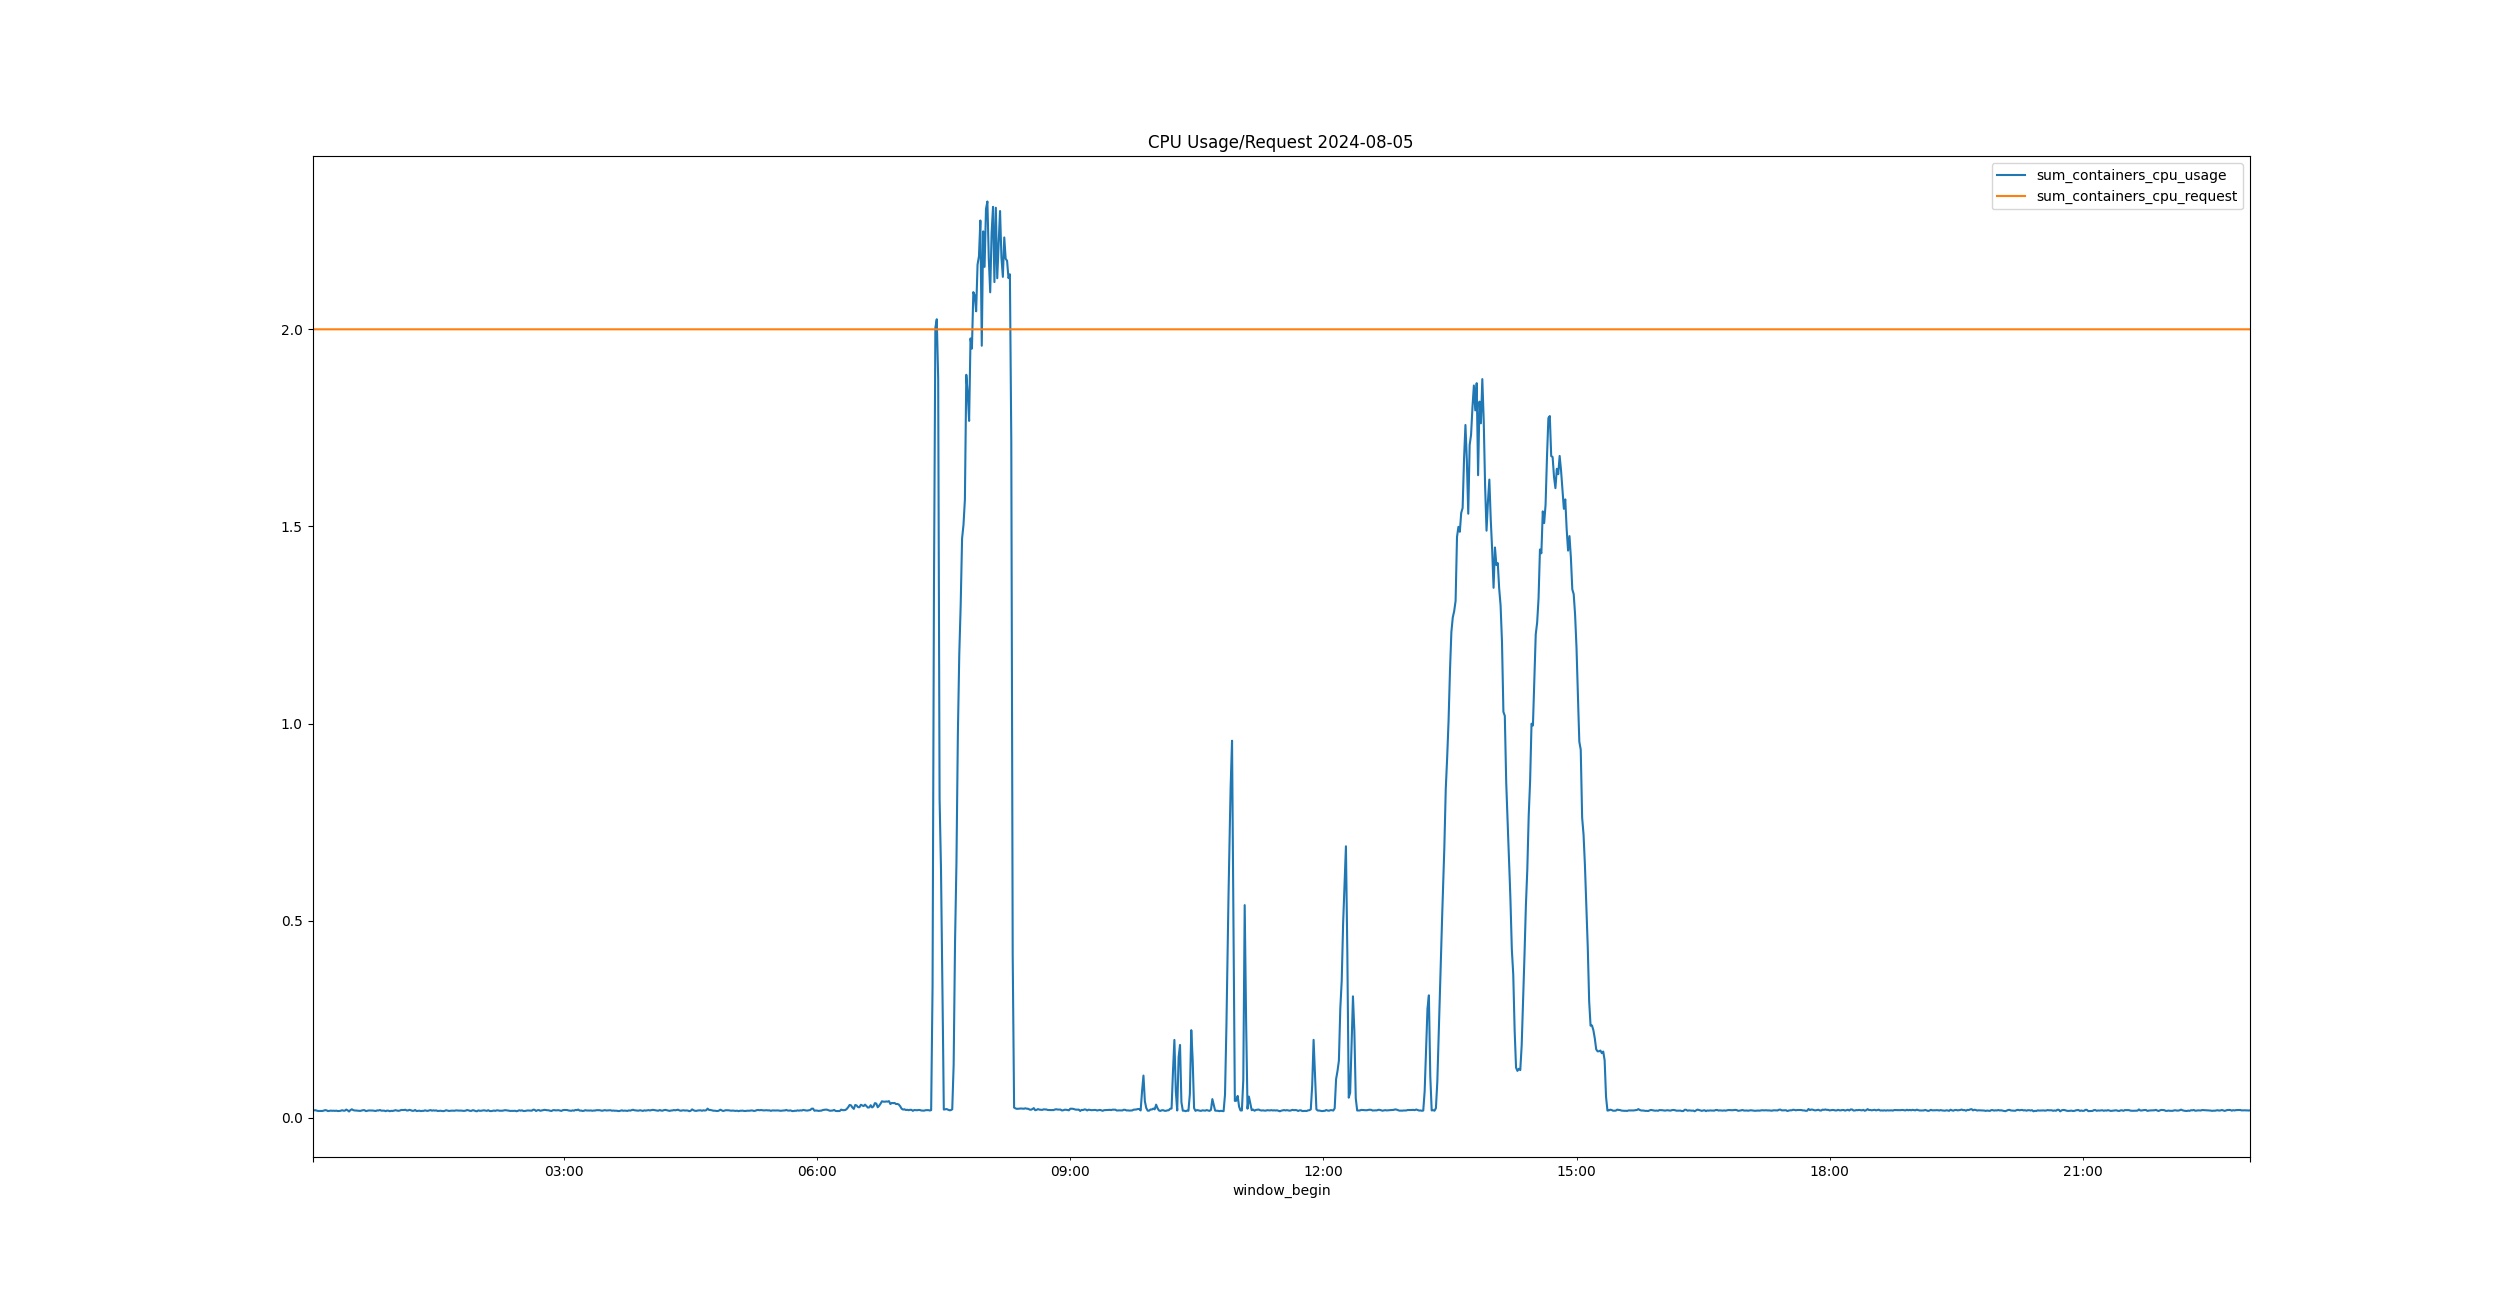 CPU Usage/Request 2024-08-05
sum_containers_cpu_usage
sum_containers_cpu_request
2.0
1.5
1.0
0.5
0.0
03:00 06:00 09:00 12:00 15:00 18:00 21:00
window_begin